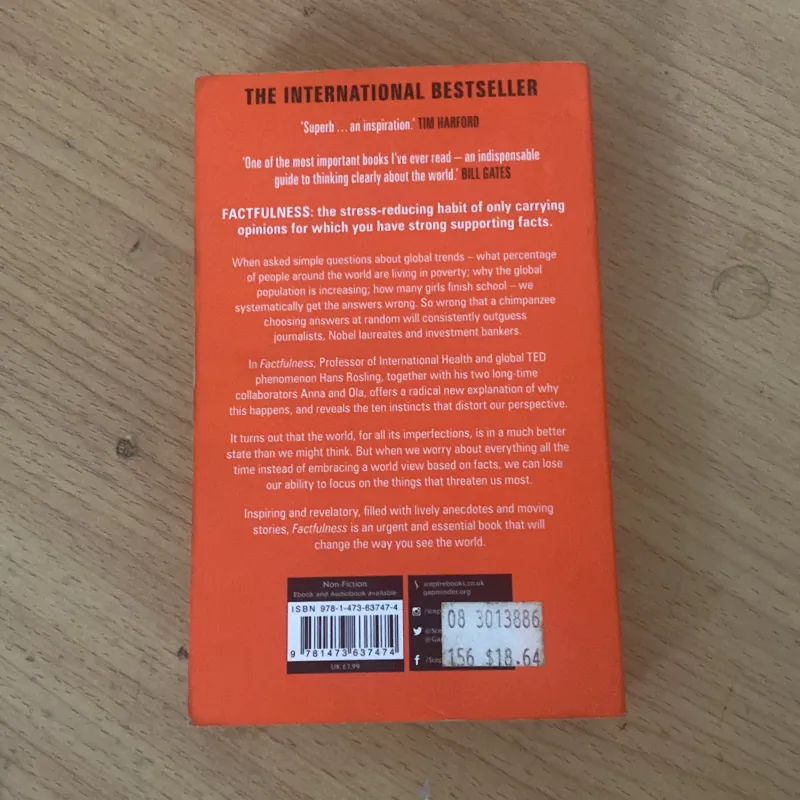 THE INTERNATIONAL BESTSELLER
'Superb ... an inspiration.' TIM HARFORD
'One of the most important books I've ever read – an indispensable
guide to thinking clearly about the world.' BILL GATES
FACTFULNESS: the stress-reducing habit of only carrying
opinions for which you have strong supporting facts.
When asked simple questions about global trends – what percentage
of people around the world are living in poverty; why the global
population is increasing; how many girls finish school – we
systematically get the answers wrong. So wrong that a chimpanzee
choosing answers at random will consistently outguess
journalists, Nobel laureates and investment bankers.
In Factfulness, Professor of International Health and global TED
phenomenon Hans Rosling, together with his two long-time
collaborators Anna and Ola, offers a radical new explanation of why
this happens, and reveals the ten instincts that distort our perspective.
It turns out that the world, for all its imperfections, is in a much better
state than we might think. But when we worry about everything all the
time instead of embracing a world view based on facts, we can lose
our ability to focus on the things that threaten us most.
Inspiring and revelatory, filled with lively anecdotes and moving
stories, Factfulness is an urgent and essential book that will
change the way you see the world.
Non-Fiction
Ebook and Audiobook available
ISBN 978-1-473-63747-4
9 781473 637474
UK £7.99
sceptrebooks.co.uk
gapminder.org
08 3013886
156 $18.64